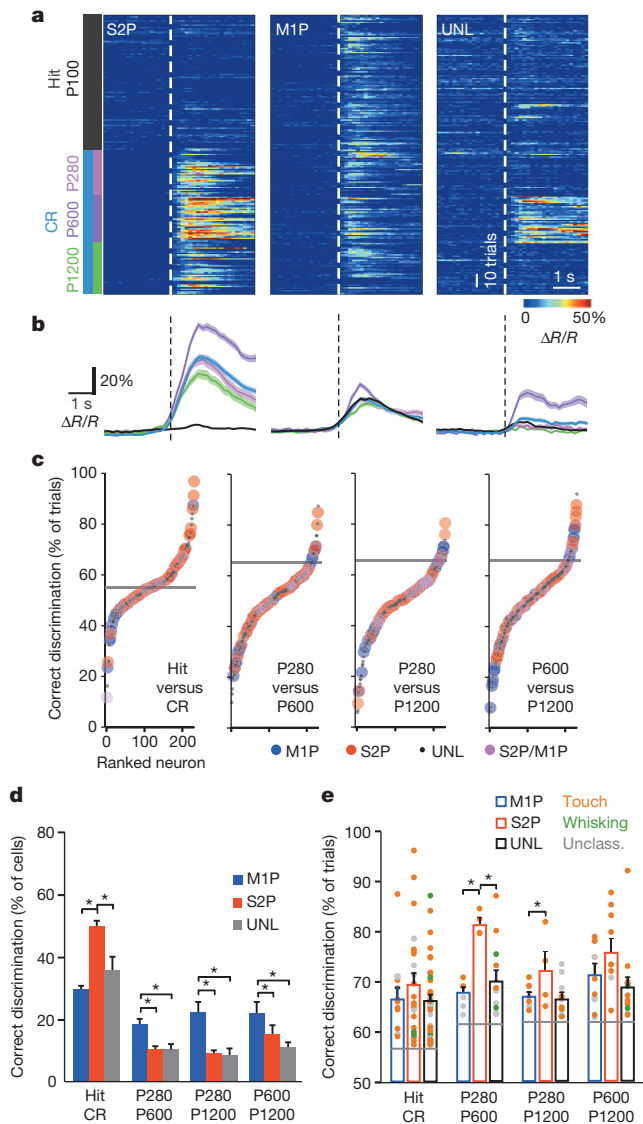 a
S2P
M1P
UNL
Hit
P100
CR
P280
P600
P1200
10 trials
1 s
0
50%
ΔR/R
b
20%
1 s
ΔR/R
c
Correct discrimination (% of trials)
100
80
60
40
20
0
Hit
versus
CR
P280
versus
P600
P280
versus
P1200
P600
versus
P1200
0
100
200
Ranked neuron
M1P
S2P
UNL
S2P/M1P
d
Correct discrimination (% of cells)
80
60
40
20
0
M1P
S2P
UNL
* *
* *
* *
* *
Hit
CR
P280
P600
P280
P1200
P600
P1200
e
Correct discrimination (% of trials)
100
90
80
70
60
50
M1P
Touch
S2P
Whisking
UNL
Unclass.
* *
*
Hit
CR
P280
P600
P280
P1200
P600
P1200